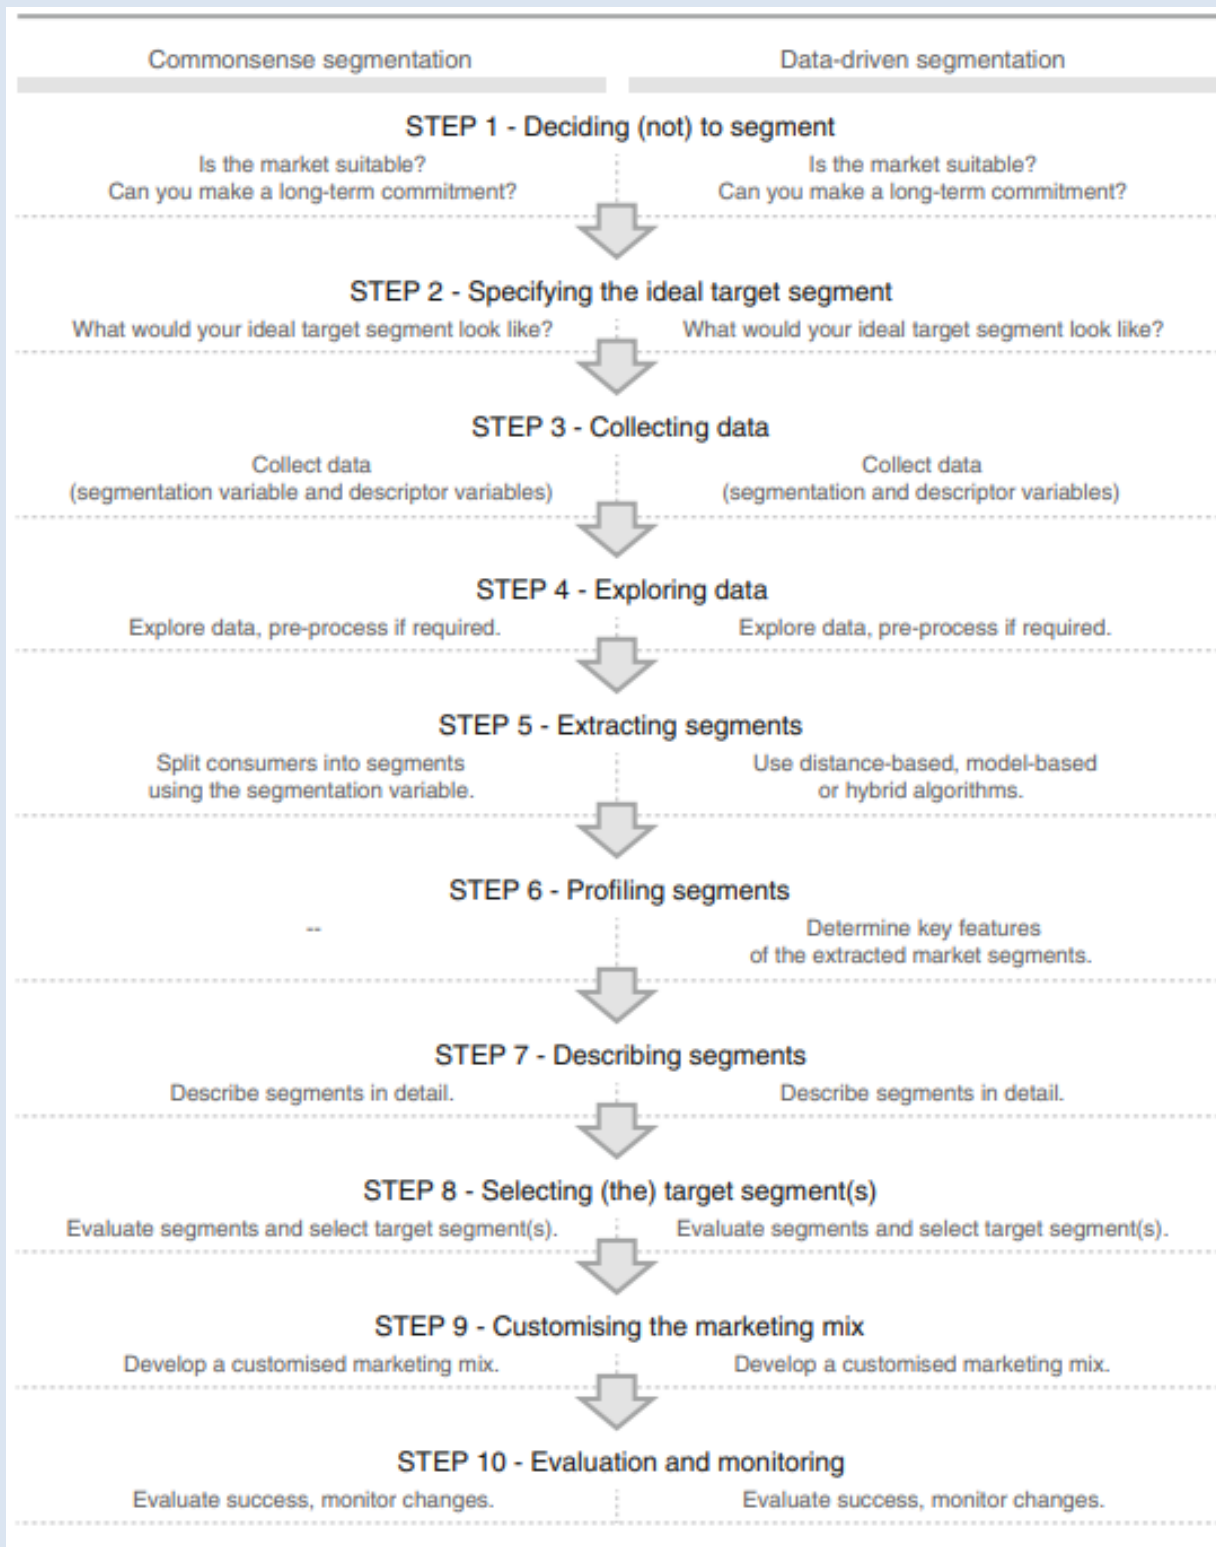 Commonsense segmentation
Data-driven segmentation
STEP 1 - Deciding (not) to segment
Is the market suitable?
Can you make a long-term commitment?
Is the market suitable?
Can you make a long-term commitment?
STEP 2 - Specifying the ideal target segment
What would your ideal target segment look like?
What would your ideal target segment look like?
STEP 3 - Collecting data
Collect data
(segmentation variable and descriptor variables)
Collect data
(segmentation and descriptor variables)
STEP 4 - Exploring data
Explore data, pre-process if required.
Explore data, pre-process if required.
STEP 5 - Extracting segments
Split consumers into segments
using the segmentation variable.
Use distance-based, model-based
or hybrid algorithms.
STEP 6 - Profiling segments
--
Determine key features
of the extracted market segments.
STEP 7 - Describing segments
Describe segments in detail.
Describe segments in detail.
STEP 8 - Selecting (the) target segment(s)
Evaluate segments and select target segment(s).
Evaluate segments and select target segment(s).
STEP 9 - Customising the marketing mix
Develop a customised marketing mix.
Develop a customised marketing mix.
STEP 10 - Evaluation and monitoring
Evaluate success, monitor changes.
Evaluate success, monitor changes.